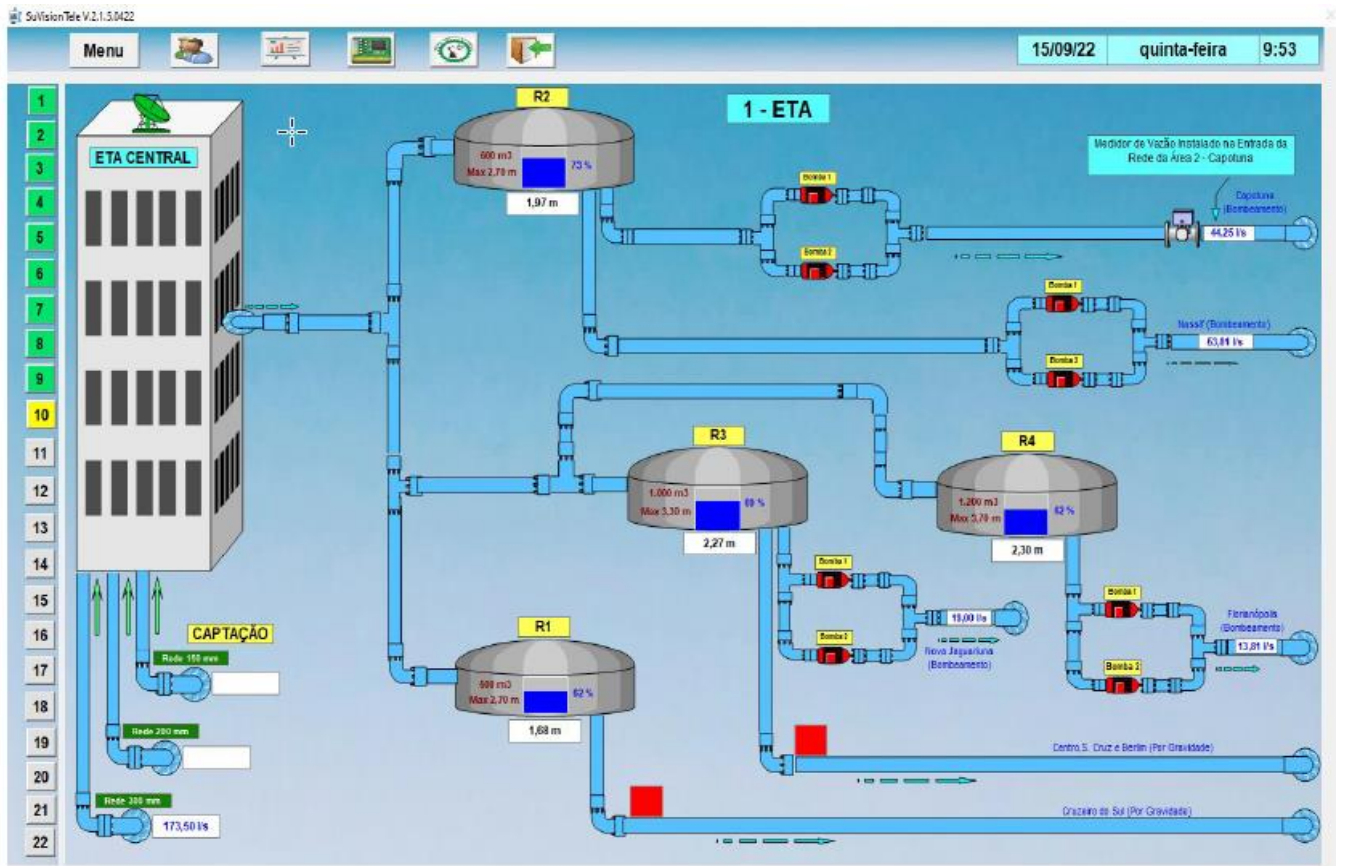 SuVisionTele V.2.1.5.0422
Menu
15/09/22
quinta-feira
9:53
1
2
3
4
5
6
7
8
9
10
11
12
13
14
15
16
17
18
19
20
21
22
ETA CENTRAL
1 - ETA
R2
600 m3
Max 2,70 m
73 %
1,97 m
Bomba 1
Bomba 2
Medidor de Vazão Instalado na Entrada da
Rede da Área 2 - Capotuna
Capotuna
(Bombeamento)
44,25 l/s
Bomba 1
Bomba 3
Nassif (Bombeamento)
63,81 l/s
R3
1.000 m3
Max 3,30 m
69 %
2,27 m
R4
1.200 m3
Max 3,70 m
62 %
2,30 m
Bomba 1
Bomba 2
Nova Jaguariuna
(Bombeamento)
Bomba 1
Bomba 2
Florianópolis
(Bombeamento)
13,81 l/s
CAPTAÇÃO
Rede 150 mm
Rede 200 mm
Rede 300 mm
173,50 l/s
R1
500 m3
Max 2,70 m
62 %
1,68 m
Centro,S. Cruz e Berlim (Por Gravidade)
Cruzeiro do Sul (Por Gravidade)